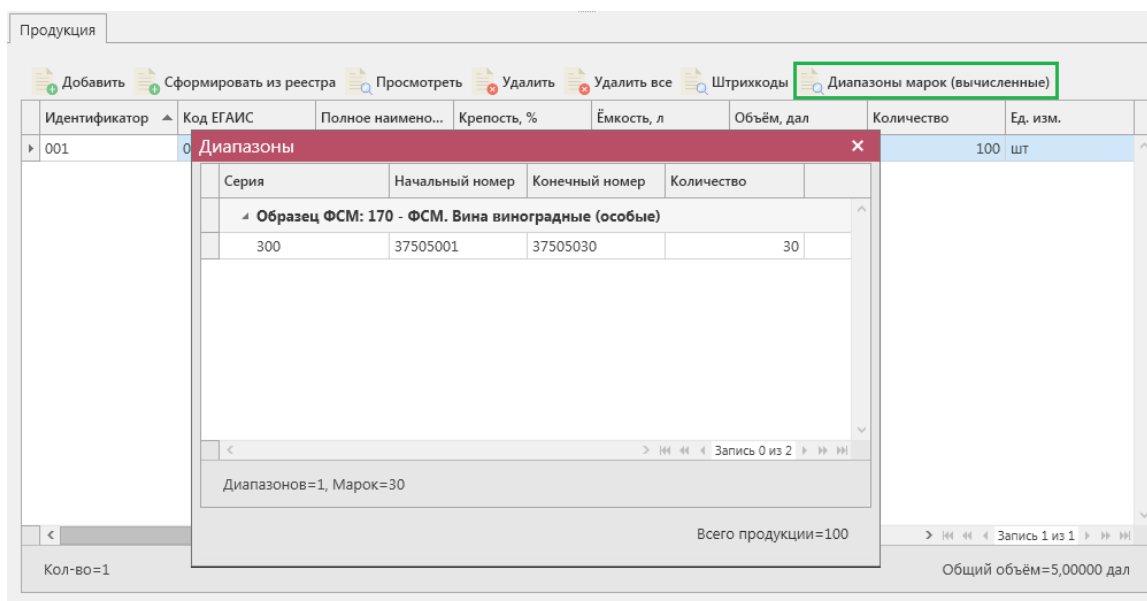 Продукция
Добавить Сформировать из реестра Просмотреть Удалить Удалить все Штрихкоды Диапазоны марок (вычисленные)
Идентификатор Код ЕГАИС Полное наимено... Крепость, % Ёмкость, л Объём, дал Количество Ед. изм.
001 0 100 шт
Диапазоны
Серия Начальный номер Конечный номер Количество
Образец ФСМ: 170 - ФСМ. Вина виноградные (особые)
300 37505001 37505030 30
Запись 0 из 2
Диапазонов=1, Марок=30
Всего продукции=100
Запись 1 из 1
Кол-во=1 Общий объём=5,00000 дал